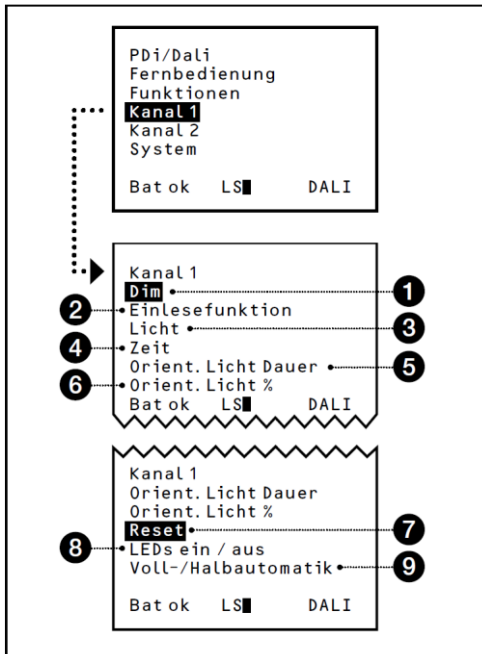 PDi/Dali
Fernbedienung
Funktionen
Kanal 1
Kanal 2
System
Bat ok LS DALI
Kanal 1
Dim 1
2 Einlesefunktion
Licht 3
4 Zeit
Orient. Licht Dauer 5
6 Orient. Licht %
Bat ok LS DALI
Kanal 1
Orient. Licht Dauer
Orient. Licht %
Reset 7
8 LEDs ein / aus
Voll-/Halbautomatik 9
Bat ok LS DALI